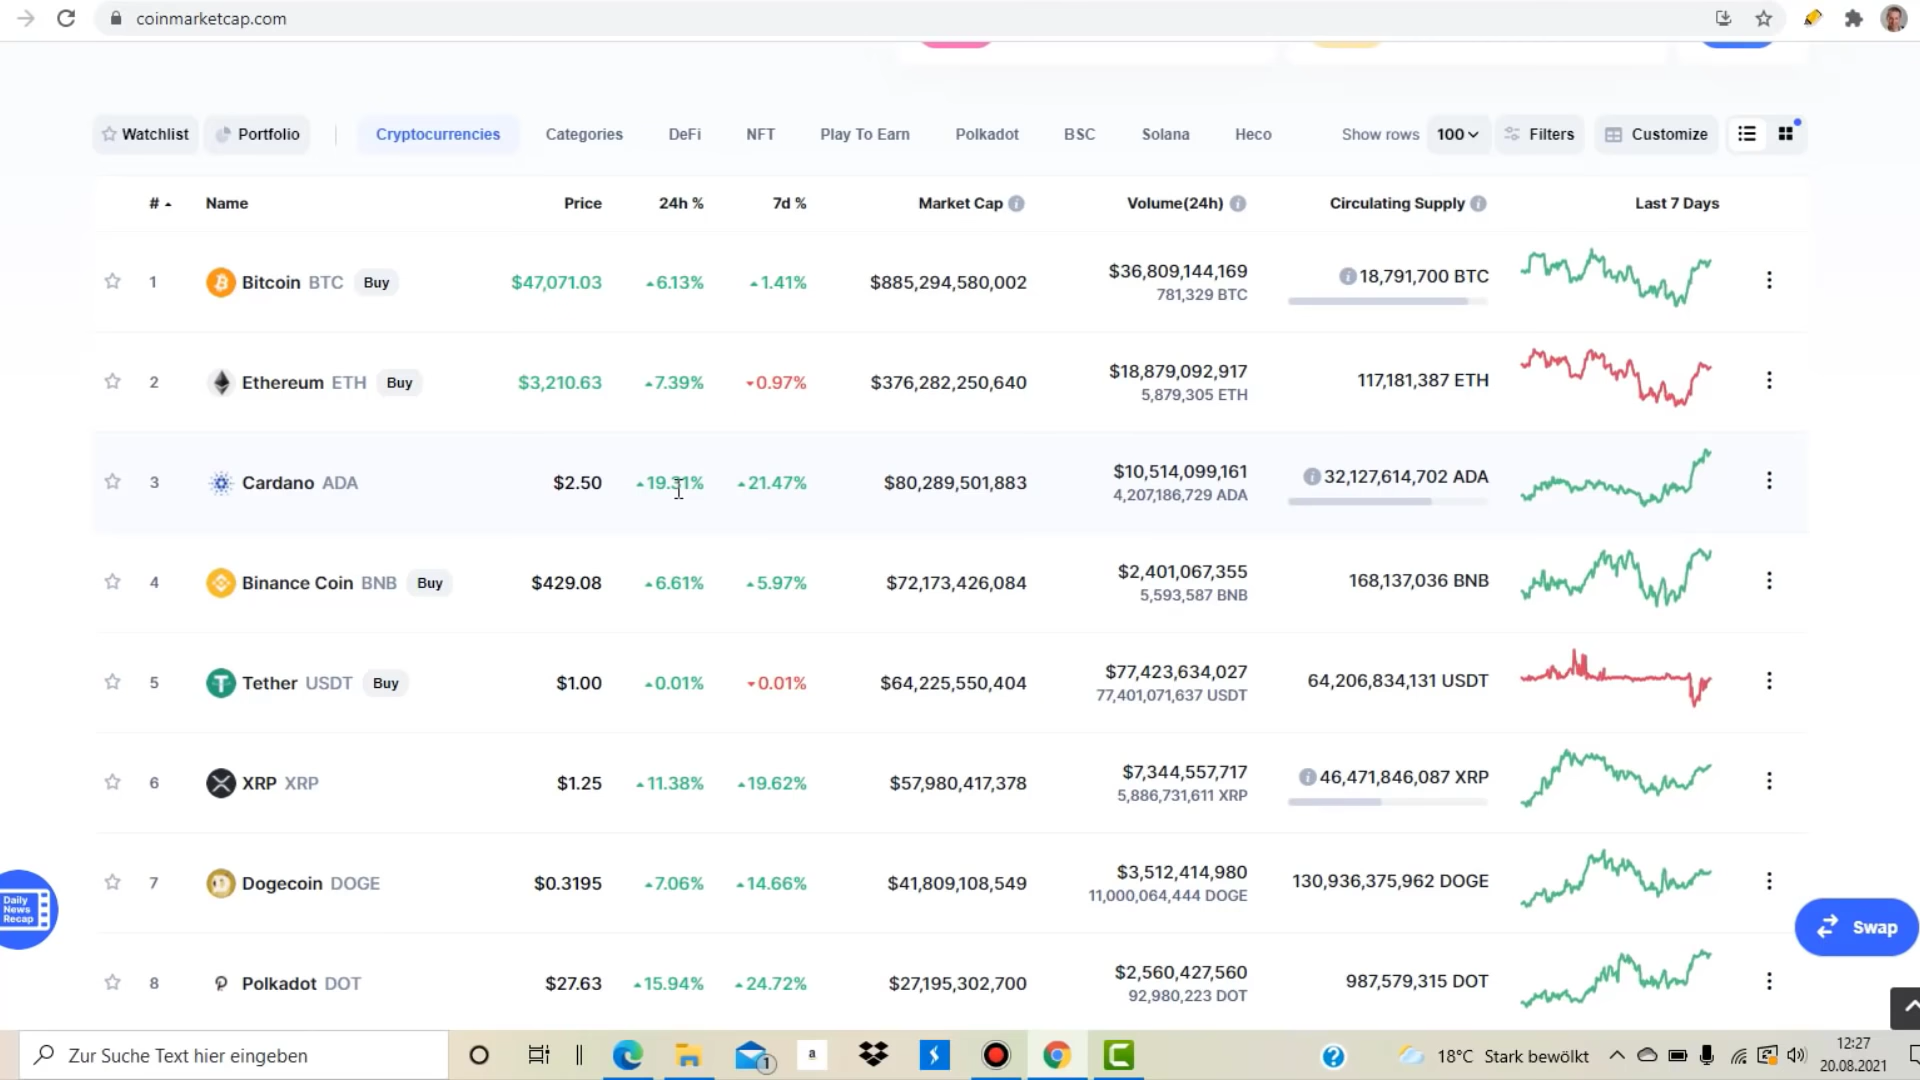 coinmarketcap.com
Watchlist Portfolio Cryptocurrencies Categories DeFi NFT Play To Earn Polkadot BSC Solana Heco Show rows 100 Filters Customize
# Name Price 24h % 7d % Market Cap Volume(24h) Circulating Supply Last 7 Days
1 Bitcoin BTC Buy $47,071.03 6.13% 1.41% $885,294,580,002 $36,809,144,169 18,791,700 BTC
781,329 BTC
2 Ethereum ETH Buy $3,210.63 7.39% 0.97% $376,282,250,640 $18,879,092,917 117,181,387 ETH
5,879,305 ETH
3 Cardano ADA $2.50 19.31% 21.47% $80,289,501,883 $10,514,099,161 32,127,614,702 ADA
4,207,186,729 ADA
4 Binance Coin BNB Buy $429.08 6.61% 5.97% $72,173,426,084 $2,401,067,355 168,137,036 BNB
5,593,587 BNB
5 Tether USDT Buy $1.00 0.01% 0.01% $64,225,550,404 $77,423,634,027 64,206,834,131 USDT
77,401,071,637 USDT
6 XRP XRP $1.25 11.38% 19.62% $57,980,417,378 $7,344,557,717 46,471,846,087 XRP
5,886,731,611 XRP
7 Dogecoin DOGE $0.3195 7.06% 14.66% $41,809,108,549 $3,512,414,980 130,936,375,962 DOGE
11,000,064,444 DOGE
Daily
News
Recap
Swap
8 Polkadot DOT $27.63 15.94% 24.72% $27,195,302,700 $2,560,427,560 987,579,315 DOT
92,980,223 DOT
Zur Suche Text hier eingeben
a
1
18°C Stark bewölkt
12:27
20.08.2021